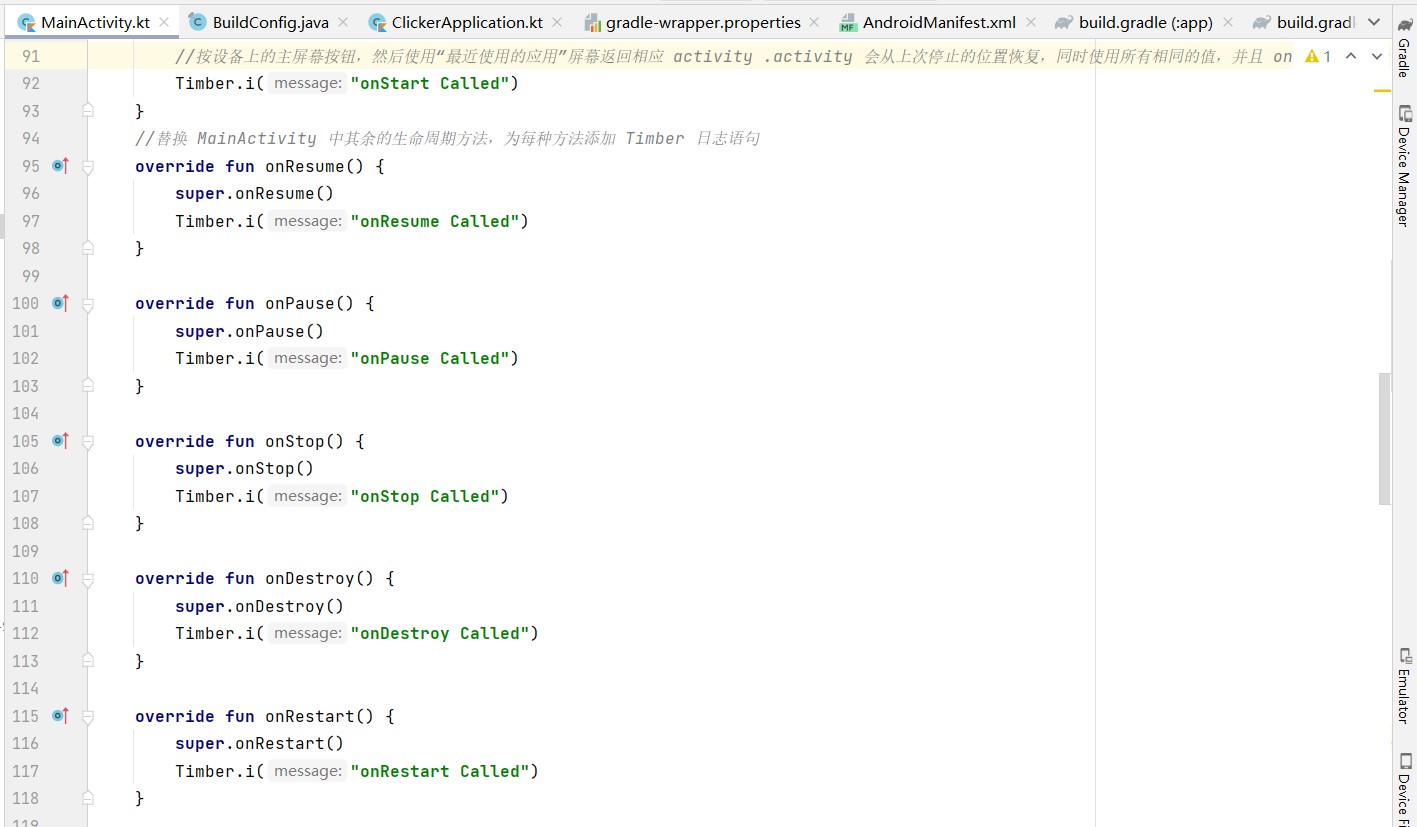 MainActivity.kt BuildConfig.java ClickerApplication.kt gradle-wrapper.properties AndroidManifest.xml build.gradle (:app) build.grad
91 //按设备上的主屏幕按钮，然后使用“最近使用的应用”屏幕返回相应 activity .activity 会从上次停止的位置恢复，同时使用所有相同的值，并且 on 1
92 Timber.i( message: "onStart Called")
93 }
94 //替换 MainActivity 中其余的生命周期方法，为每种方法添加 Timber 日志语句
95 override fun onResume() {
96 super.onResume()
97 Timber.i( message: "onResume Called")
98 }
99
100 override fun onPause() {
101 super.onPause()
102 Timber.i( message: "onPause Called")
103 }
104
105 override fun onStop() {
106 super.onStop()
107 Timber.i( message: "onStop Called")
108 }
109
110 override fun onDestroy() {
111 super.onDestroy()
112 Timber.i( message: "onDestroy Called")
113 }
114
115 override fun onRestart() {
116 super.onRestart()
117 Timber.i( message: "onRestart Called")
118 }
119
Gradle
Device Manager
Emulator
Device Fi